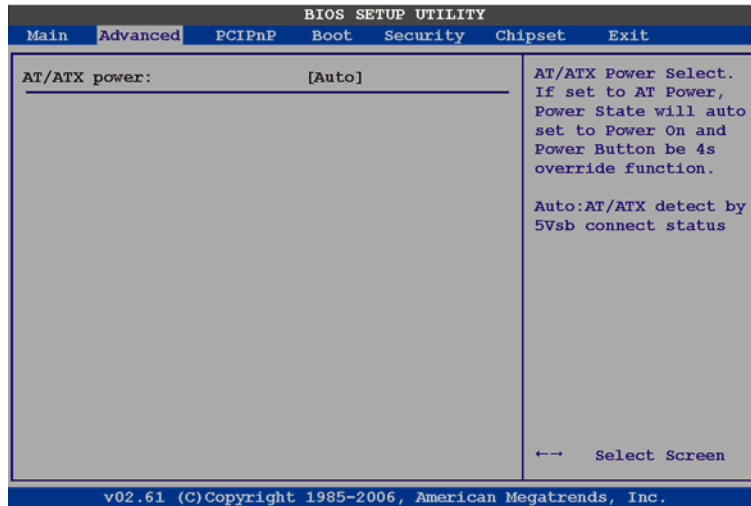 BIOS SETUP UTILITY
Main Advanced PCIPnP Boot Security Chipset Exit
AT/ATX power: [Auto]
AT/ATX Power Select.
If set to AT Power,
Power State will auto
set to Power On and
Power Button be 4s
override function.
Auto:AT/ATX detect by
5Vsb connect status
←→ Select Screen
v02.61 (C)Copyright 1985-2006, American Megatrends, Inc.